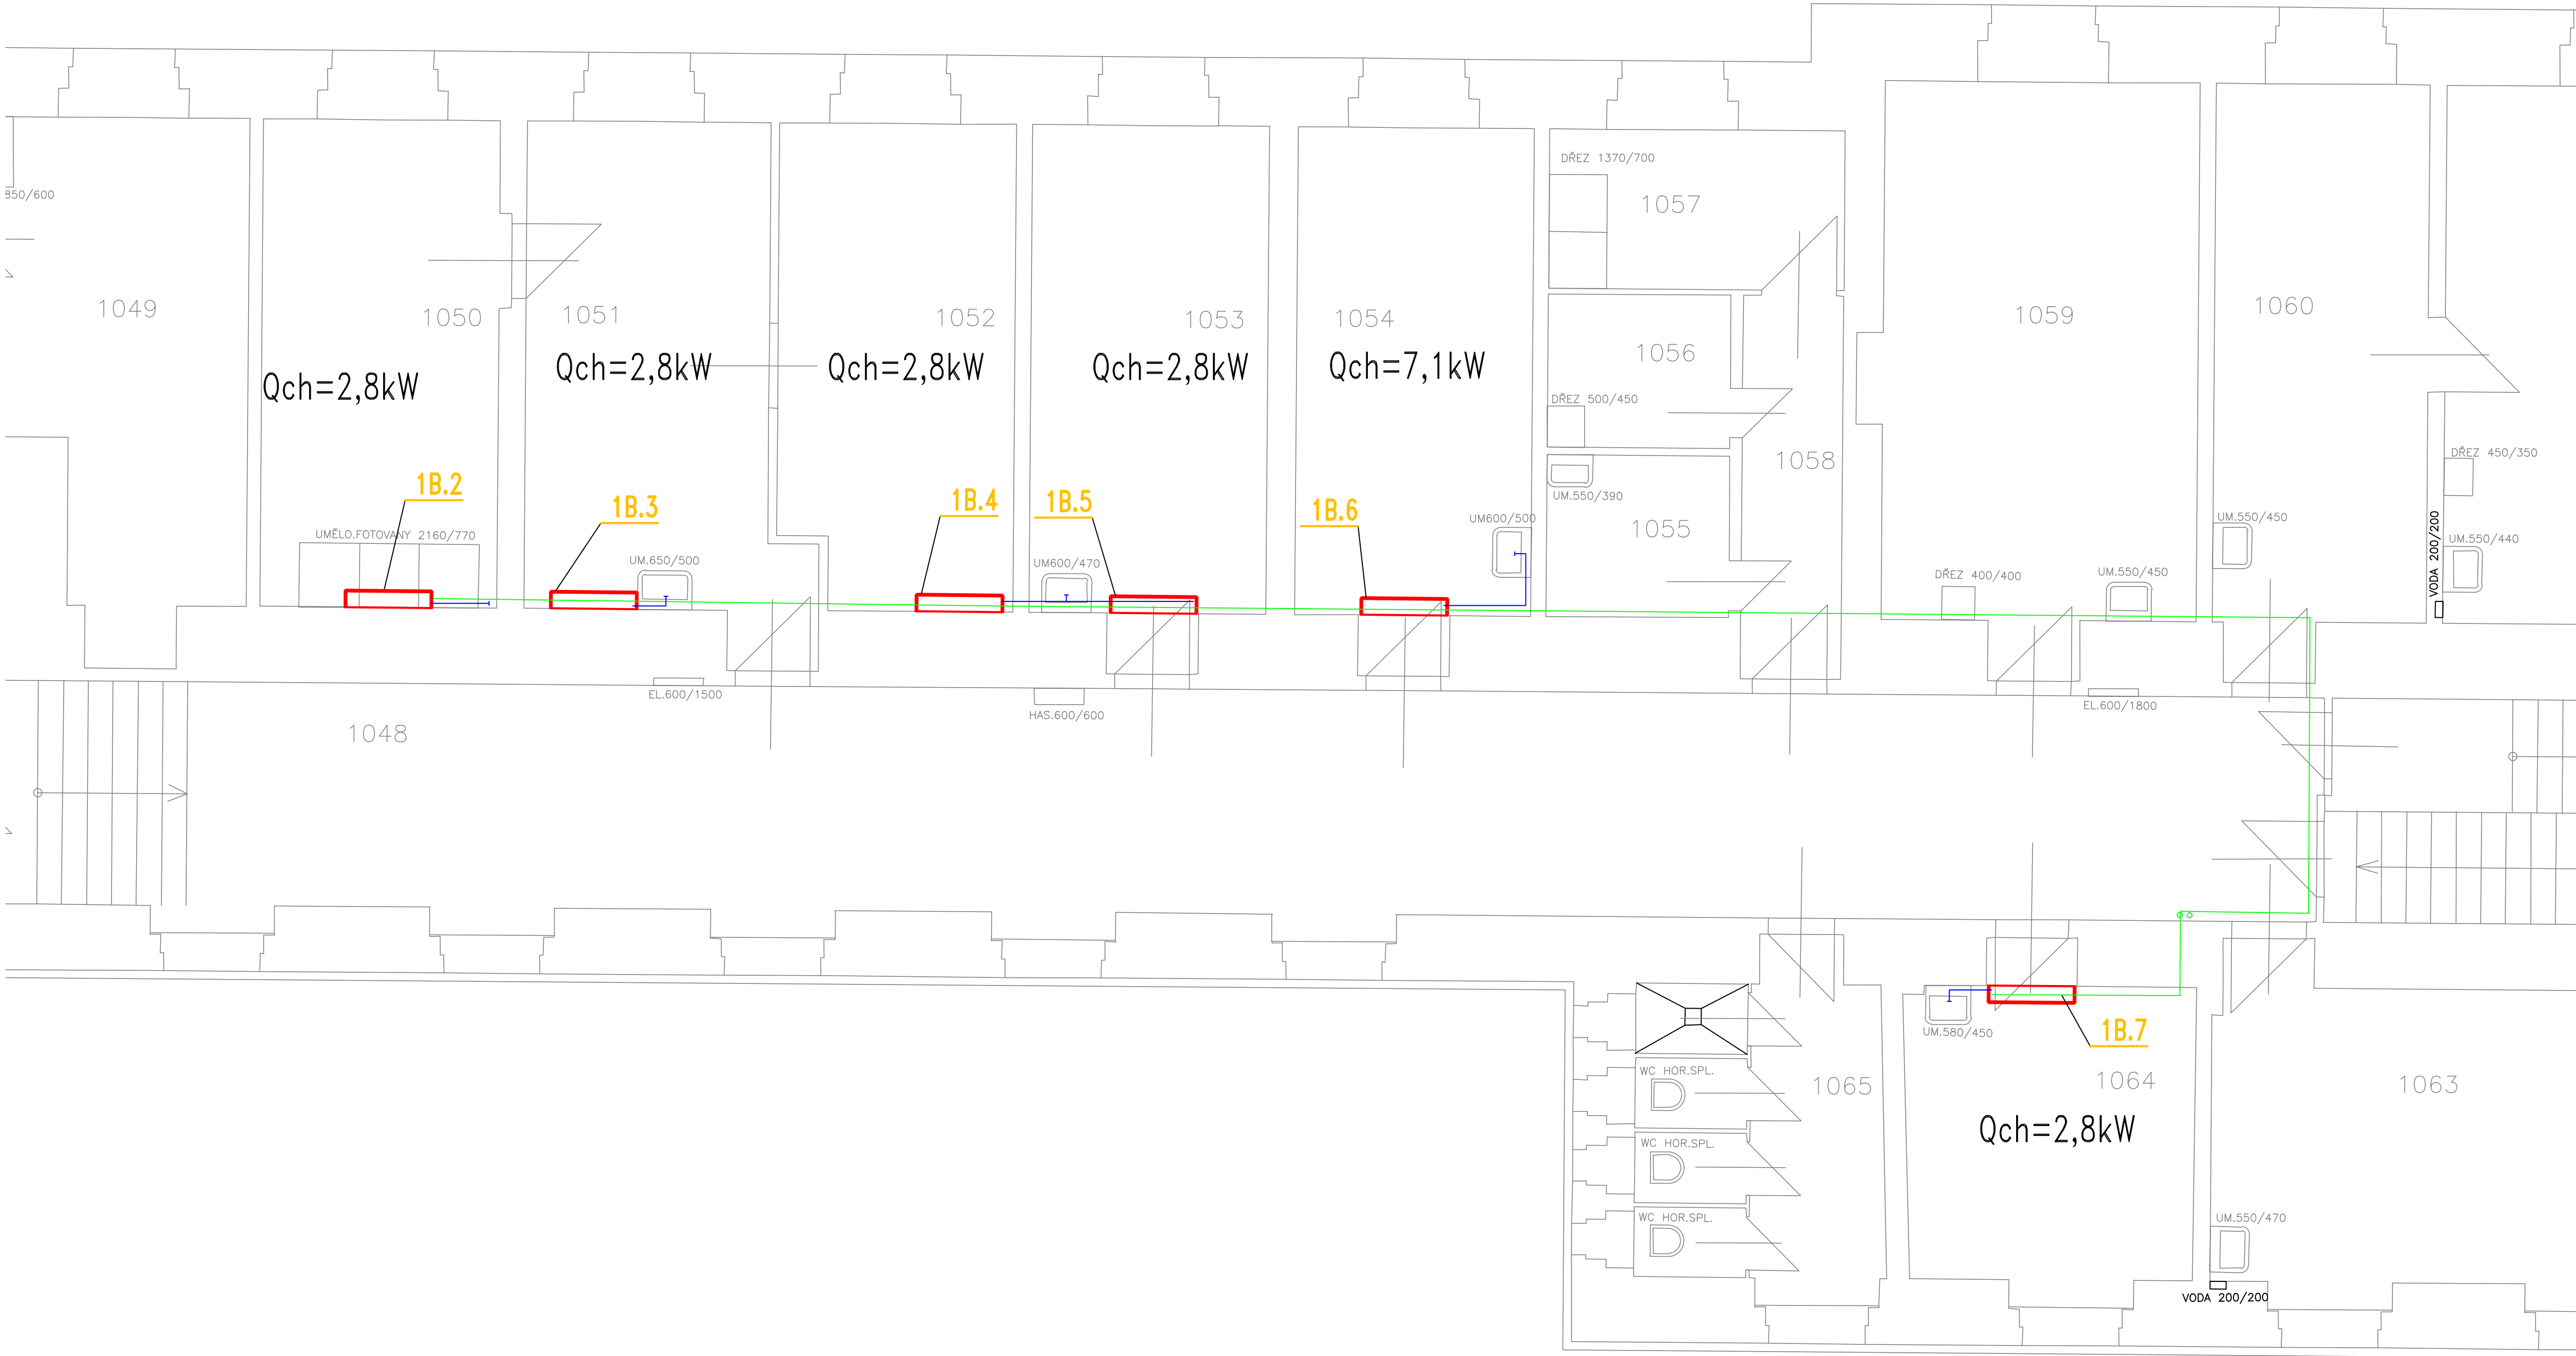 DŘEZ 1370/700
850/600
1057
1049
1050
1051
1052
1053
1054
1059
1060
1056
Qch=2,8kW
Qch=2,8kW
Qch=2,8kW
Qch=2,8kW
Qch=7,1kW
DŘEZ 500/450
1058
DŘEZ 450/350
1B.2
1B.3
1B.4
1B.5
1B.6
UM.550/390
UM600/500
UM.550/450
1055
UMĚLO.FOTOVANY 2160/770
UM.650/500
UM600/470
DŘEZ 400/400
UM.550/450
VODA 200/200
UM.550/440
EL.600/1500
HAS.600/600
EL.600/1800
1048
UM.580/450
1B.7
WC HOR.SPL.
1065
1064
1063
Qch=2,8kW
WC HOR.SPL.
WC HOR.SPL.
UM.550/470
VODA 200/200